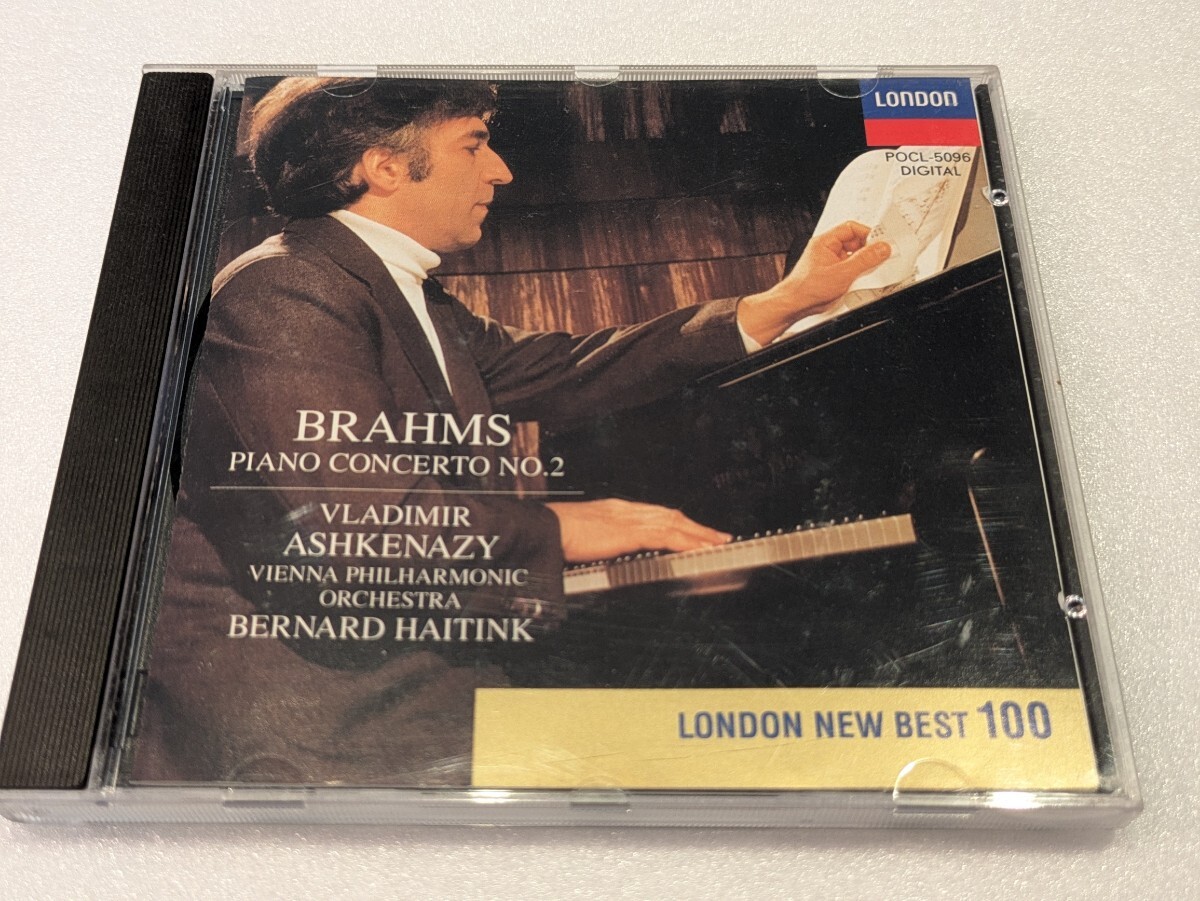 LONDON
POCL-5096
DIGITAL
BRAHMS
PIANO CONCERTO NO.2
VLADIMIR
ASHKENAZY
VIENNA PHILHARMONIC
ORCHESTRA
BERNARD HAITINK
LONDON NEW BEST 100